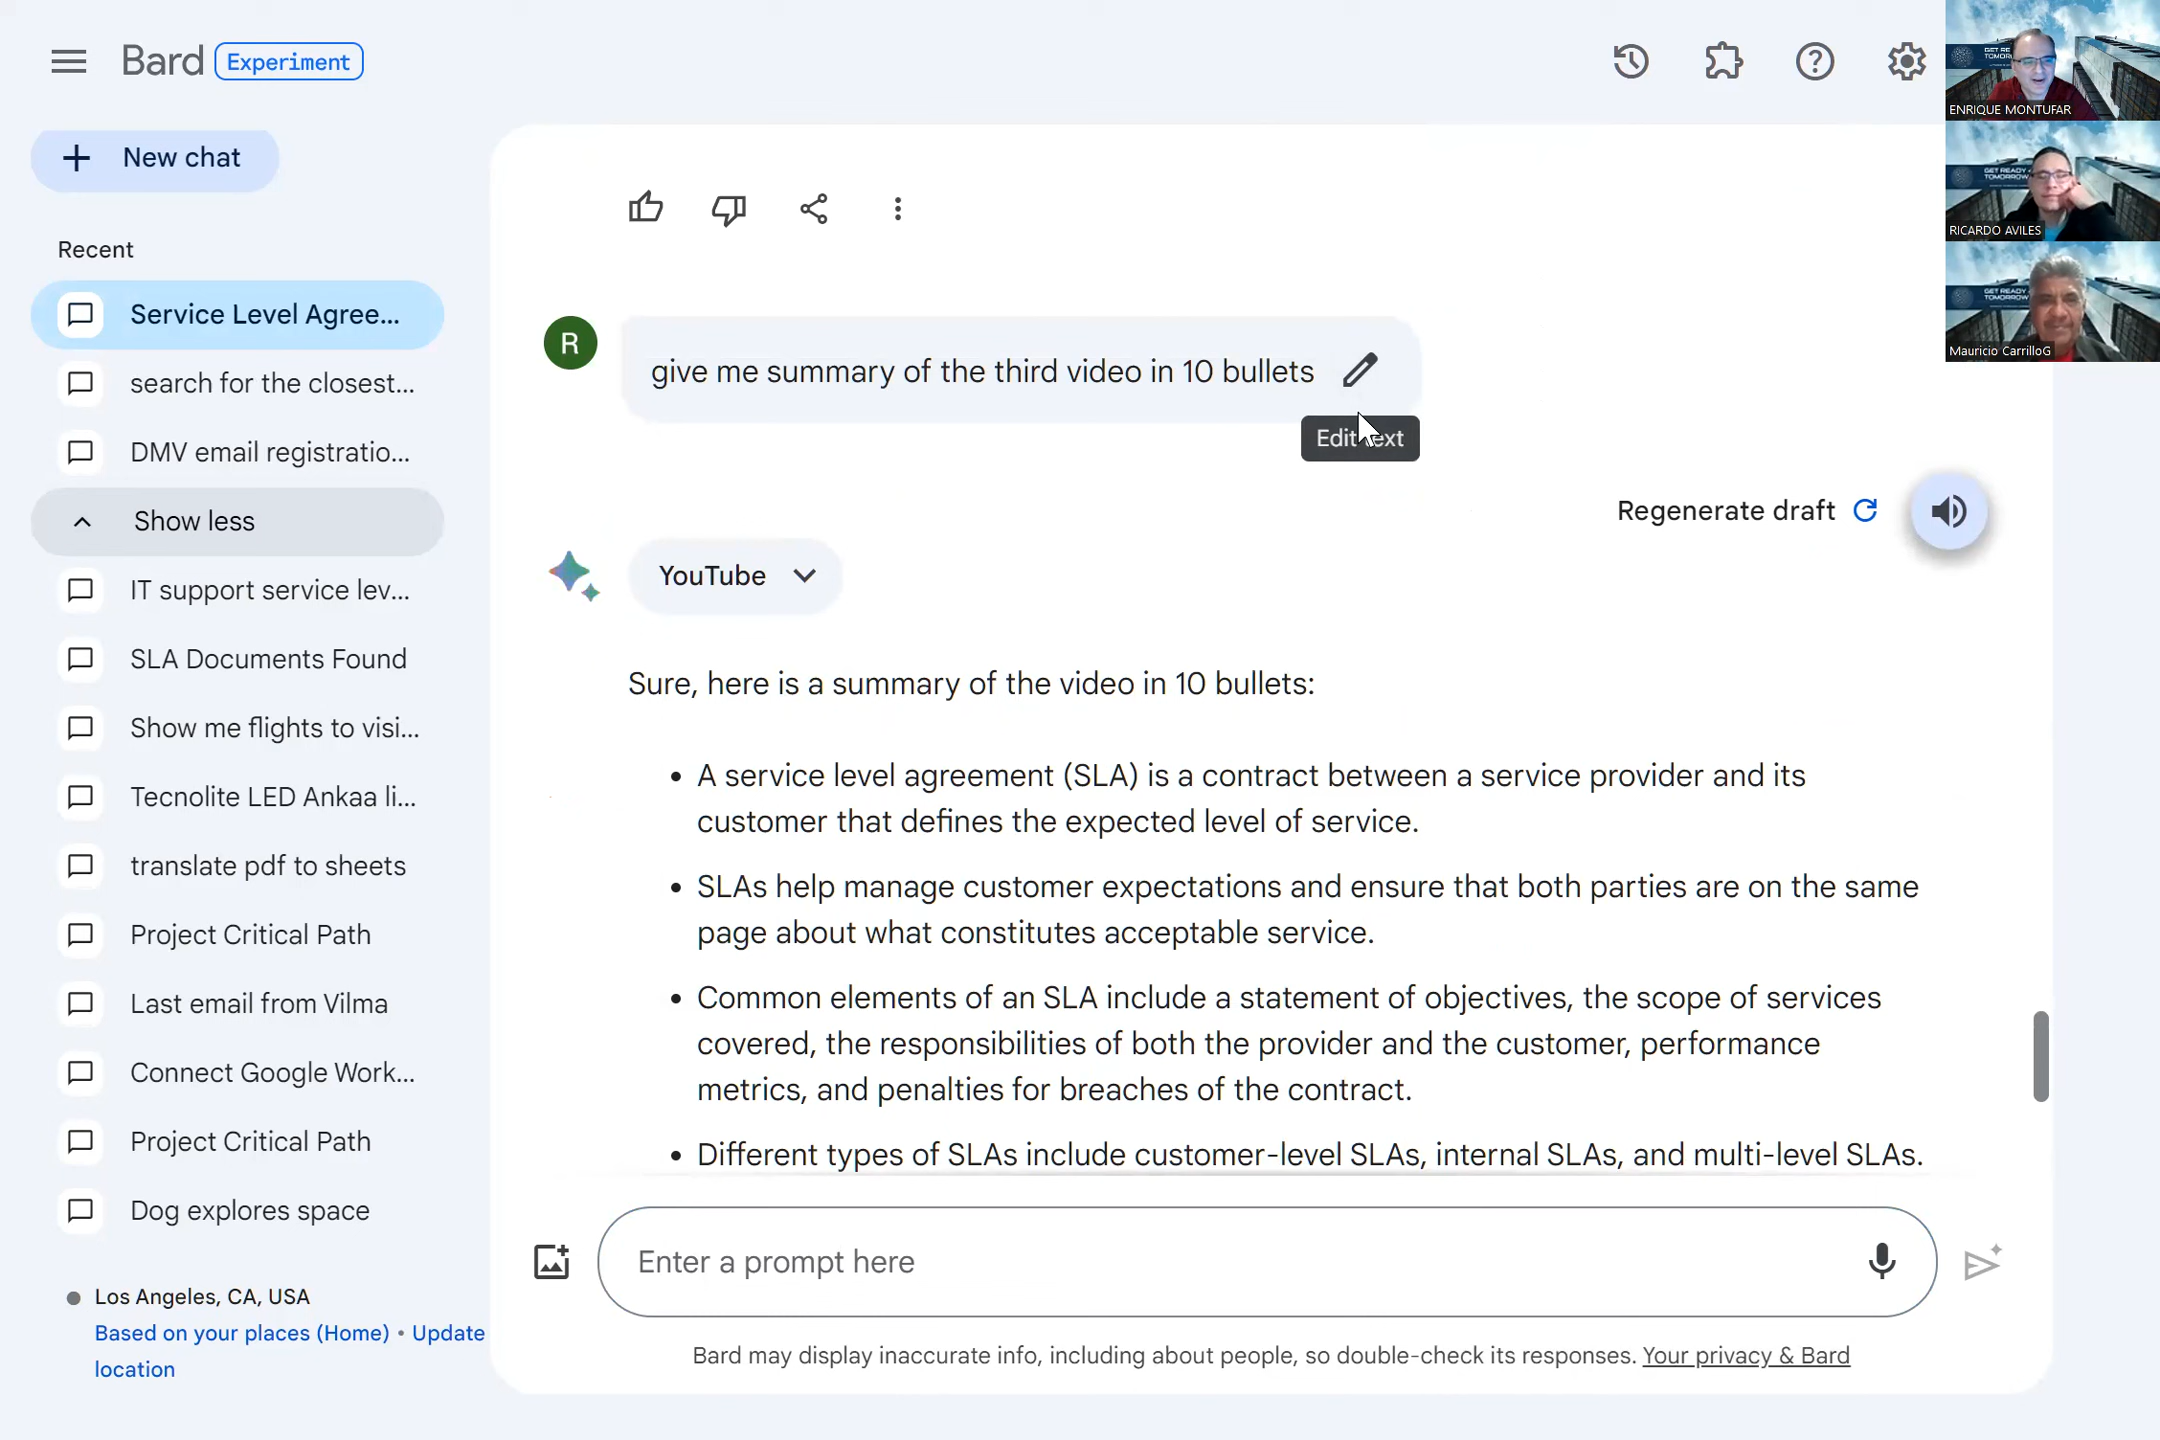 Bard Experiment
ENRIQUE MONTUFAR
RICARDO AVILES
Mauricio CarrilloG
New chat
Recent
Service Level Agree...
search for the closest...
DMV email registratio...
Show less
IT support service lev...
SLA Documents Found
Show me flights to visi...
Tecnolite LED Ankaa li...
translate pdf to sheets
Project Critical Path
Last email from Vilma
Connect Google Work...
Project Critical Path
Dog explores space
Los Angeles, CA, USA
Based on your places (Home) • Update
location
R
give me summary of the third video in 10 bullets
Edit text
Regenerate draft
YouTube
Sure, here is a summary of the video in 10 bullets:
• A service level agreement (SLA) is a contract between a service provider and its
customer that defines the expected level of service.
• SLAs help manage customer expectations and ensure that both parties are on the same
page about what constitutes acceptable service.
• Common elements of an SLA include a statement of objectives, the scope of services
covered, the responsibilities of both the provider and the customer, performance
metrics, and penalties for breaches of the contract.
• Different types of SLAs include customer-level SLAs, internal SLAs, and multi-level SLAs.
Enter a prompt here
Bard may display inaccurate info, including about people, so double-check its responses. Your privacy & Bard